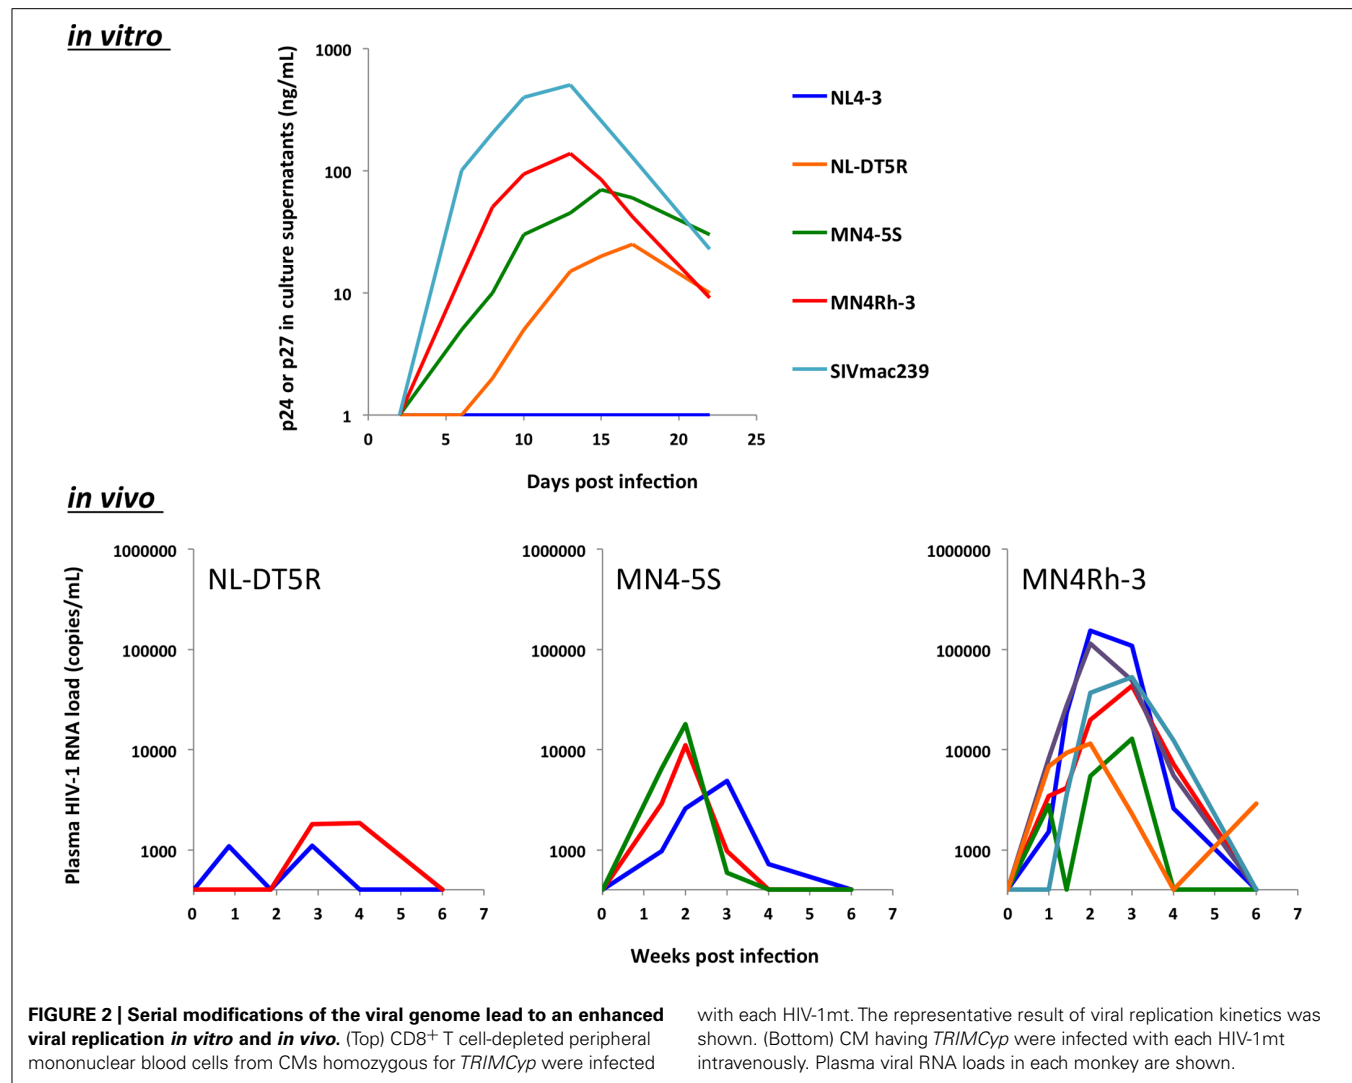 in vitro
p24 or p27 in culture supernatants (ng/mL)
1000
100
10
1
0 5 10 15 20 25
Days post infection
NL4-3
NL-DT5R
MN4-5S
MN4Rh-3
SIVmac239
in vivo
Plasma HIV-1 RNA load (copies/mL)
1000000
100000
10000
1000
0 1 2 3 4 5 6 7
NL-DT5R
1000000
100000
10000
1000
0 1 2 3 4 5 6 7
MN4-5S
1000000
100000
10000
1000
0 1 2 3 4 5 6 7
MN4Rh-3
Weeks post infection
FIGURE 2 | Serial modifications of the viral genome lead to an enhanced
viral replication in vitro and in vivo. (Top) CD8+ T cell-depleted peripheral
mononuclear blood cells from CMs homozygous for TRIMCyp were infected
with each HIV-1mt. The representative result of viral replication kinetics was
shown. (Bottom) CM having TRIMCyp were infected with each HIV-1mt
intravenously. Plasma viral RNA loads in each monkey are shown.